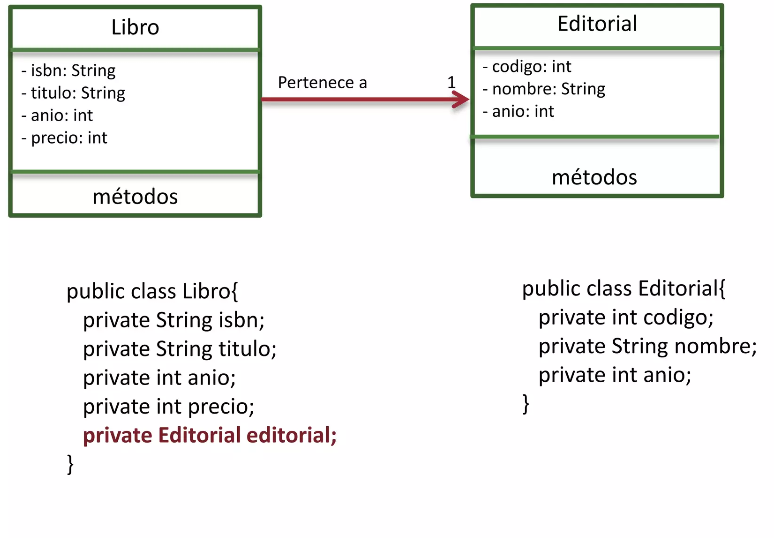 Libro
- isbn: String
- titulo: String
- anio: int
- precio: int
métodos
Pertenece a 1
Editorial
- codigo: int
- nombre: String
- anio: int
métodos
public class Libro{
private String isbn;
private String titulo;
private int anio;
private int precio;
private Editorial editorial;
}
public class Editorial{
private int codigo;
private String nombre;
private int anio;
}